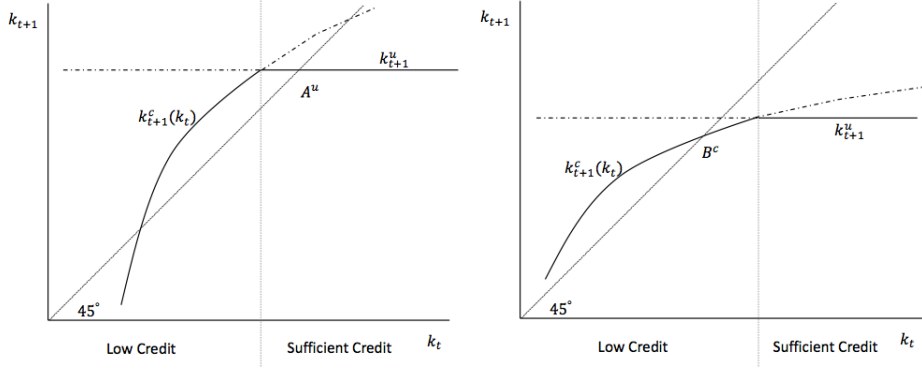 k_{t+1}
k^u_{t+1}
A^u
k^c_{t+1}(k_t)
45°
Low Credit
Sufficient Credit
k_t
k_{t+1}
k^u_{t+1}
B^c
k^c_{t+1}(k_t)
45°
Low Credit
Sufficient Credit
k_t